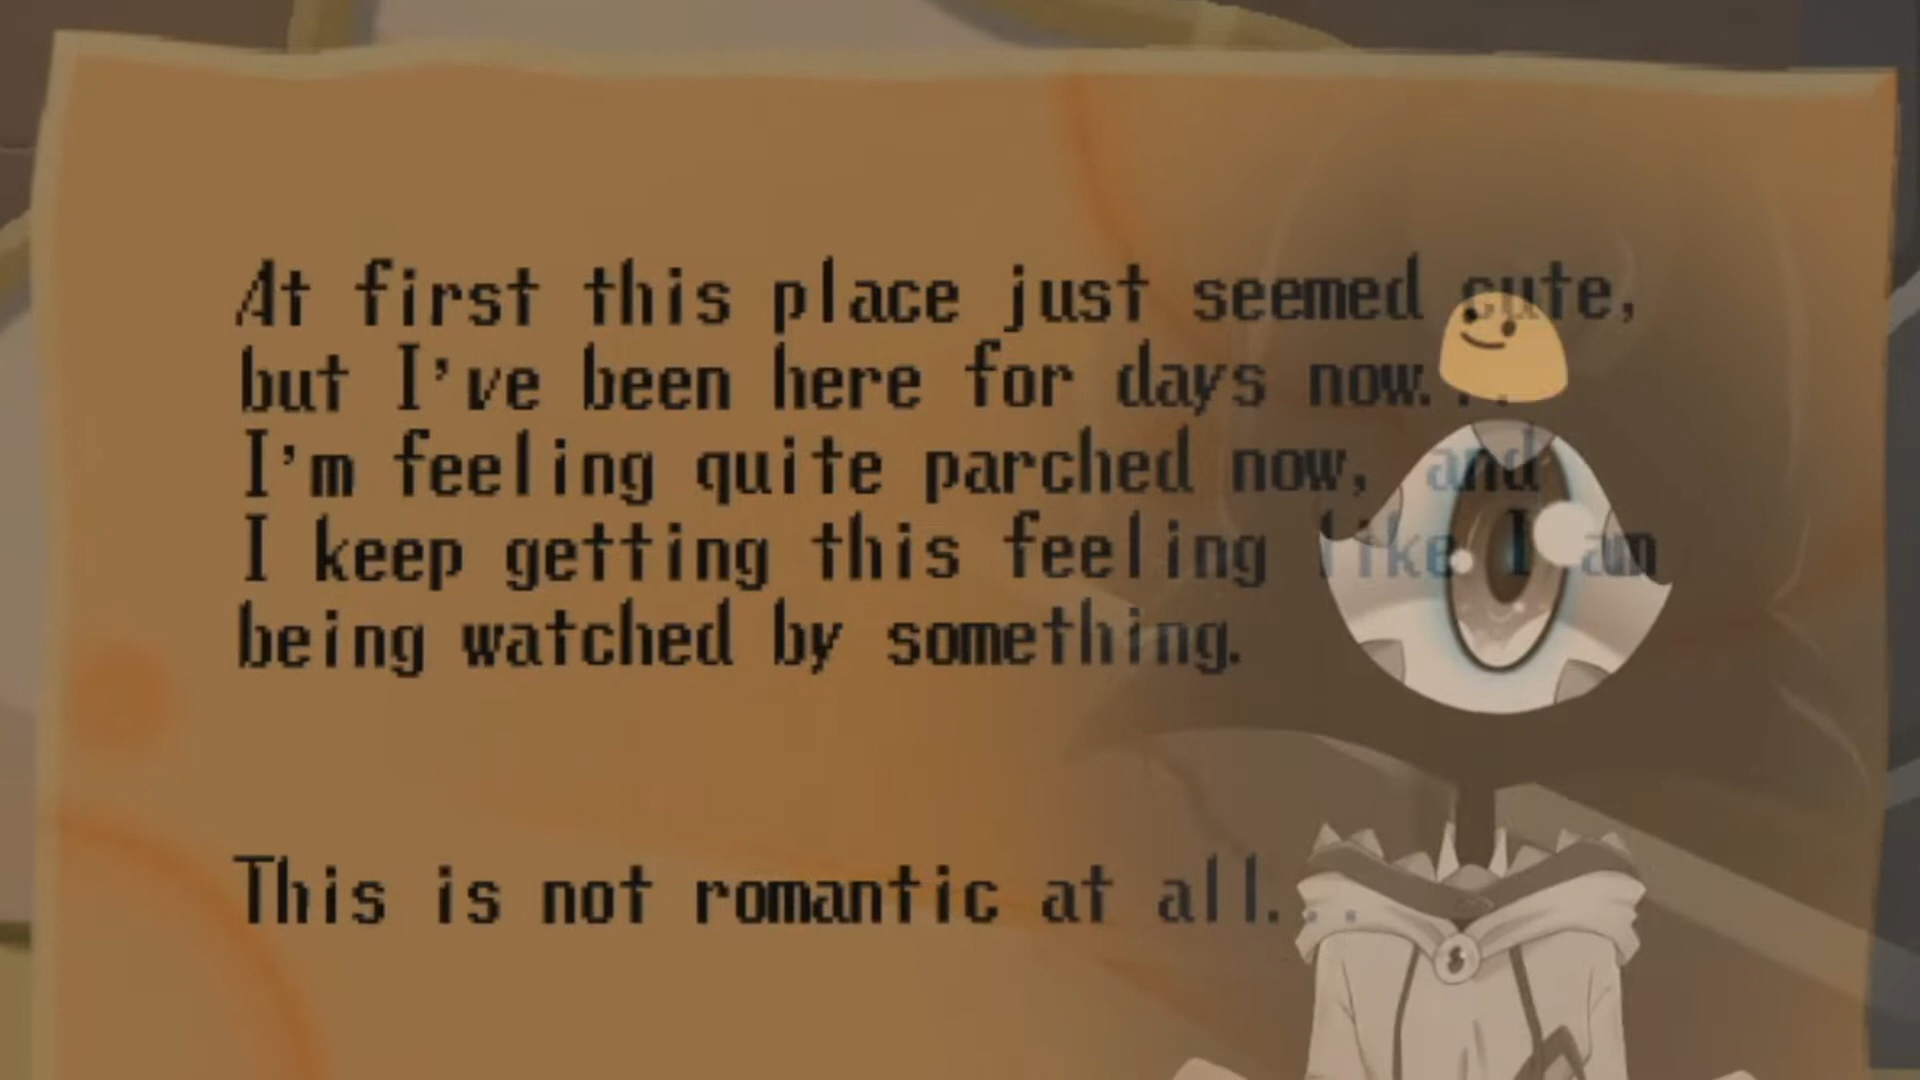 At first this place just seemed cute,
but I've been here for days now...
I'm feeling quite parched now, and
I keep getting this feeling like I am
being watched by something.
This is not romantic at all...